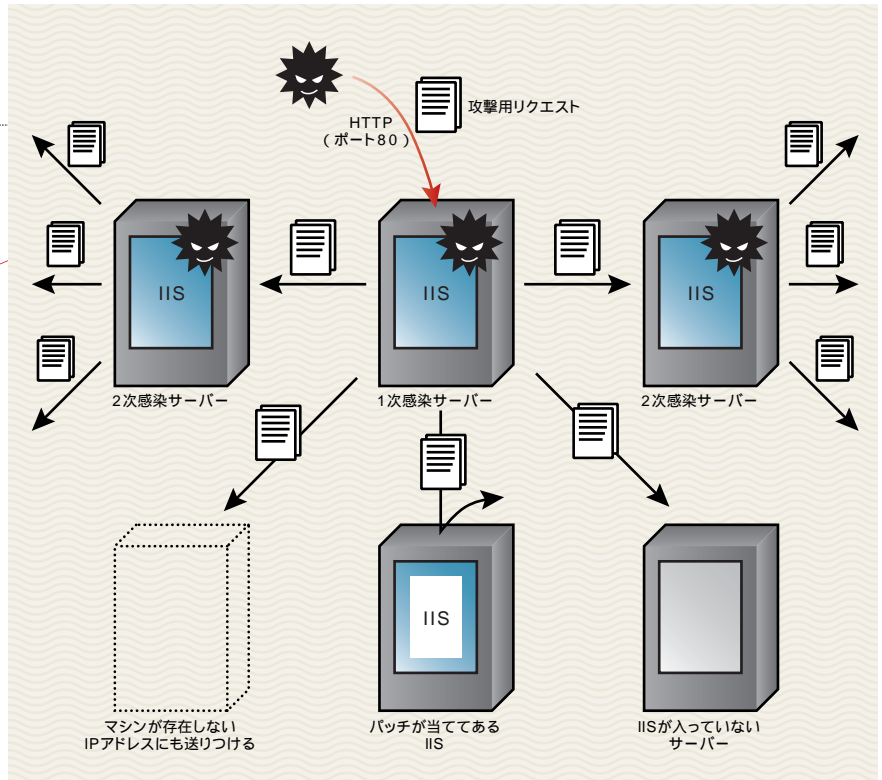 攻撃用リクエスト
HTTP
(ポート80)
IIS
IIS
IIS
2次感染サーバー
1次感染サーバー
2次感染サーバー
IIS
マシンが存在しない
IPアドレスにも送りつける
パッチが当ててある
IIS
IISが入っていない
サーバー